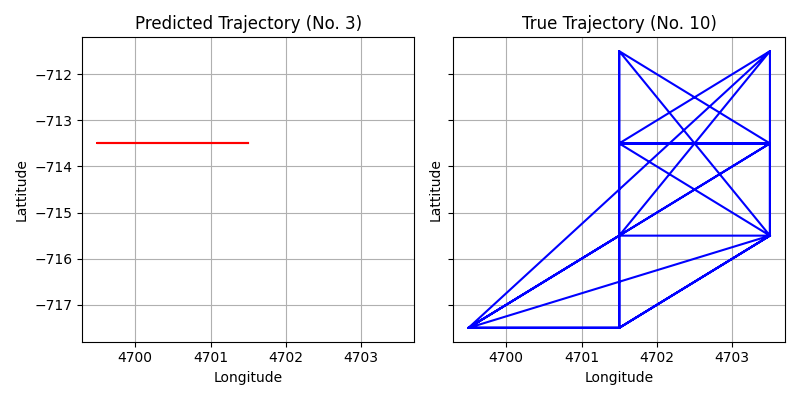 Predicted Trajectory (No. 3)
True Trajectory (No. 10)
Lattitude
−712
−713
−714
−715
−716
−717
4700
4701
4702
4703
Longitude
Lattitude
4700
4701
4702
4703
Longitude